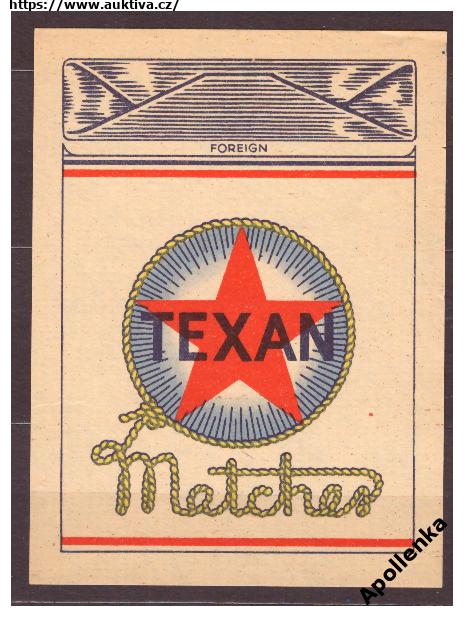 https://www.auktiva.cz/
FOREIGN
TEXAN
Matches
Apollenka